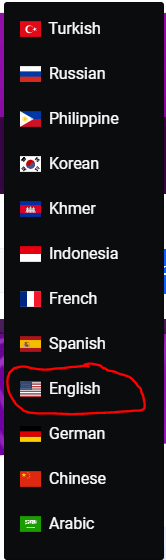 Turkish
Russian
Philippine
Korean
Khmer
Indonesia
French
Spanish
English
German
Chinese
Arabic